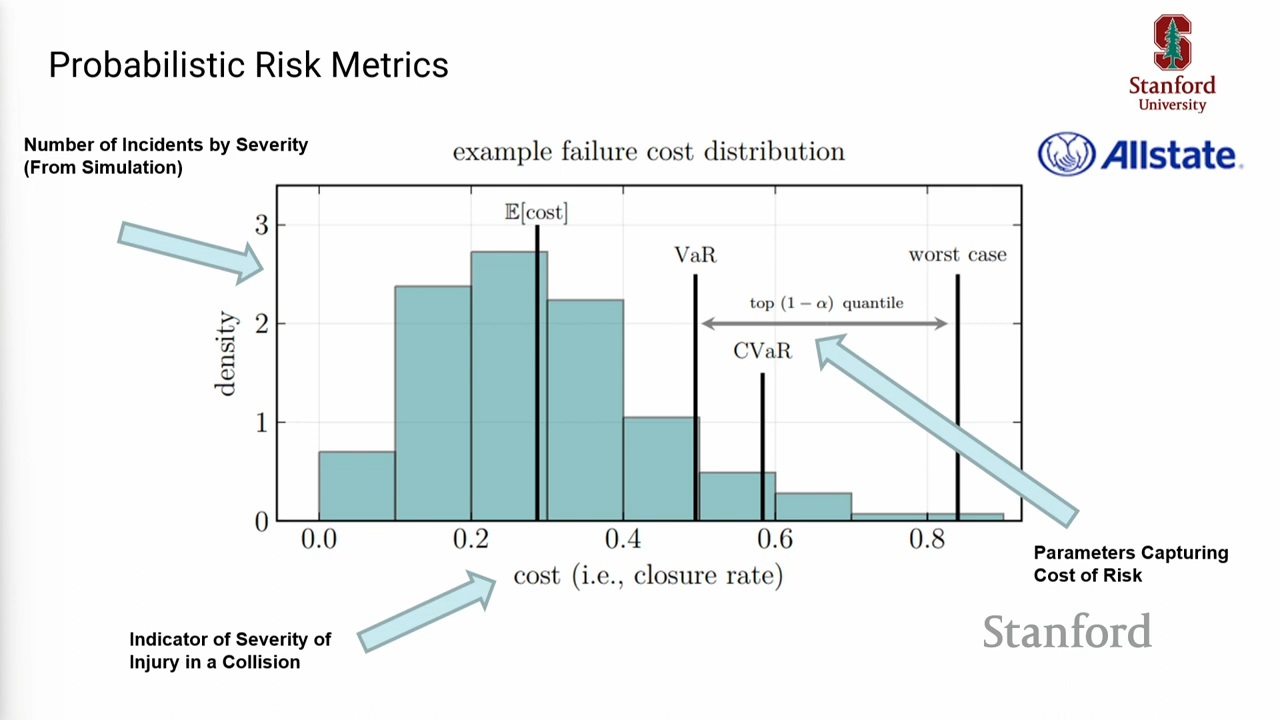 Probabilistic Risk Metrics
Stanford
University
Number of Incidents by Severity
(From Simulation)
Allstate.
example failure cost distribution
𝔼[cost]
VaR
worst case
top (1 − α) quantile
CVaR
density
3
2
1
0
0.0
0.2
0.4
0.6
0.8
cost (i.e., closure rate)
Parameters Capturing
Cost of Risk
Indicator of Severity of
Injury in a Collision
Stanford